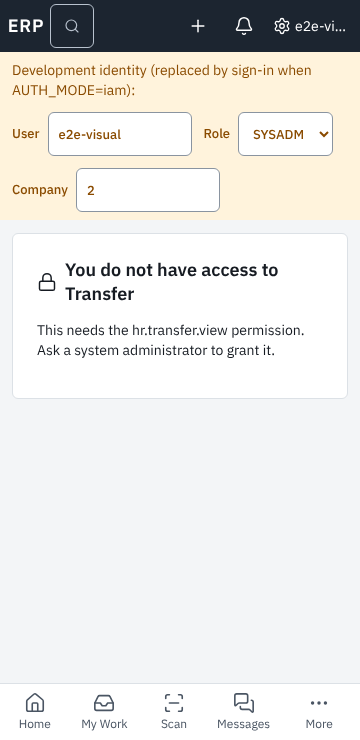 ERP
e2e-vi...
Development identity (replaced by sign-in when
AUTH_MODE=iam):
User
e2e-visual
Role
SYSADM
Company
2
You do not have access to
Transfer
This needs the hr.transfer.view permission.
Ask a system administrator to grant it.
Home
My Work
Scan
Messages
More